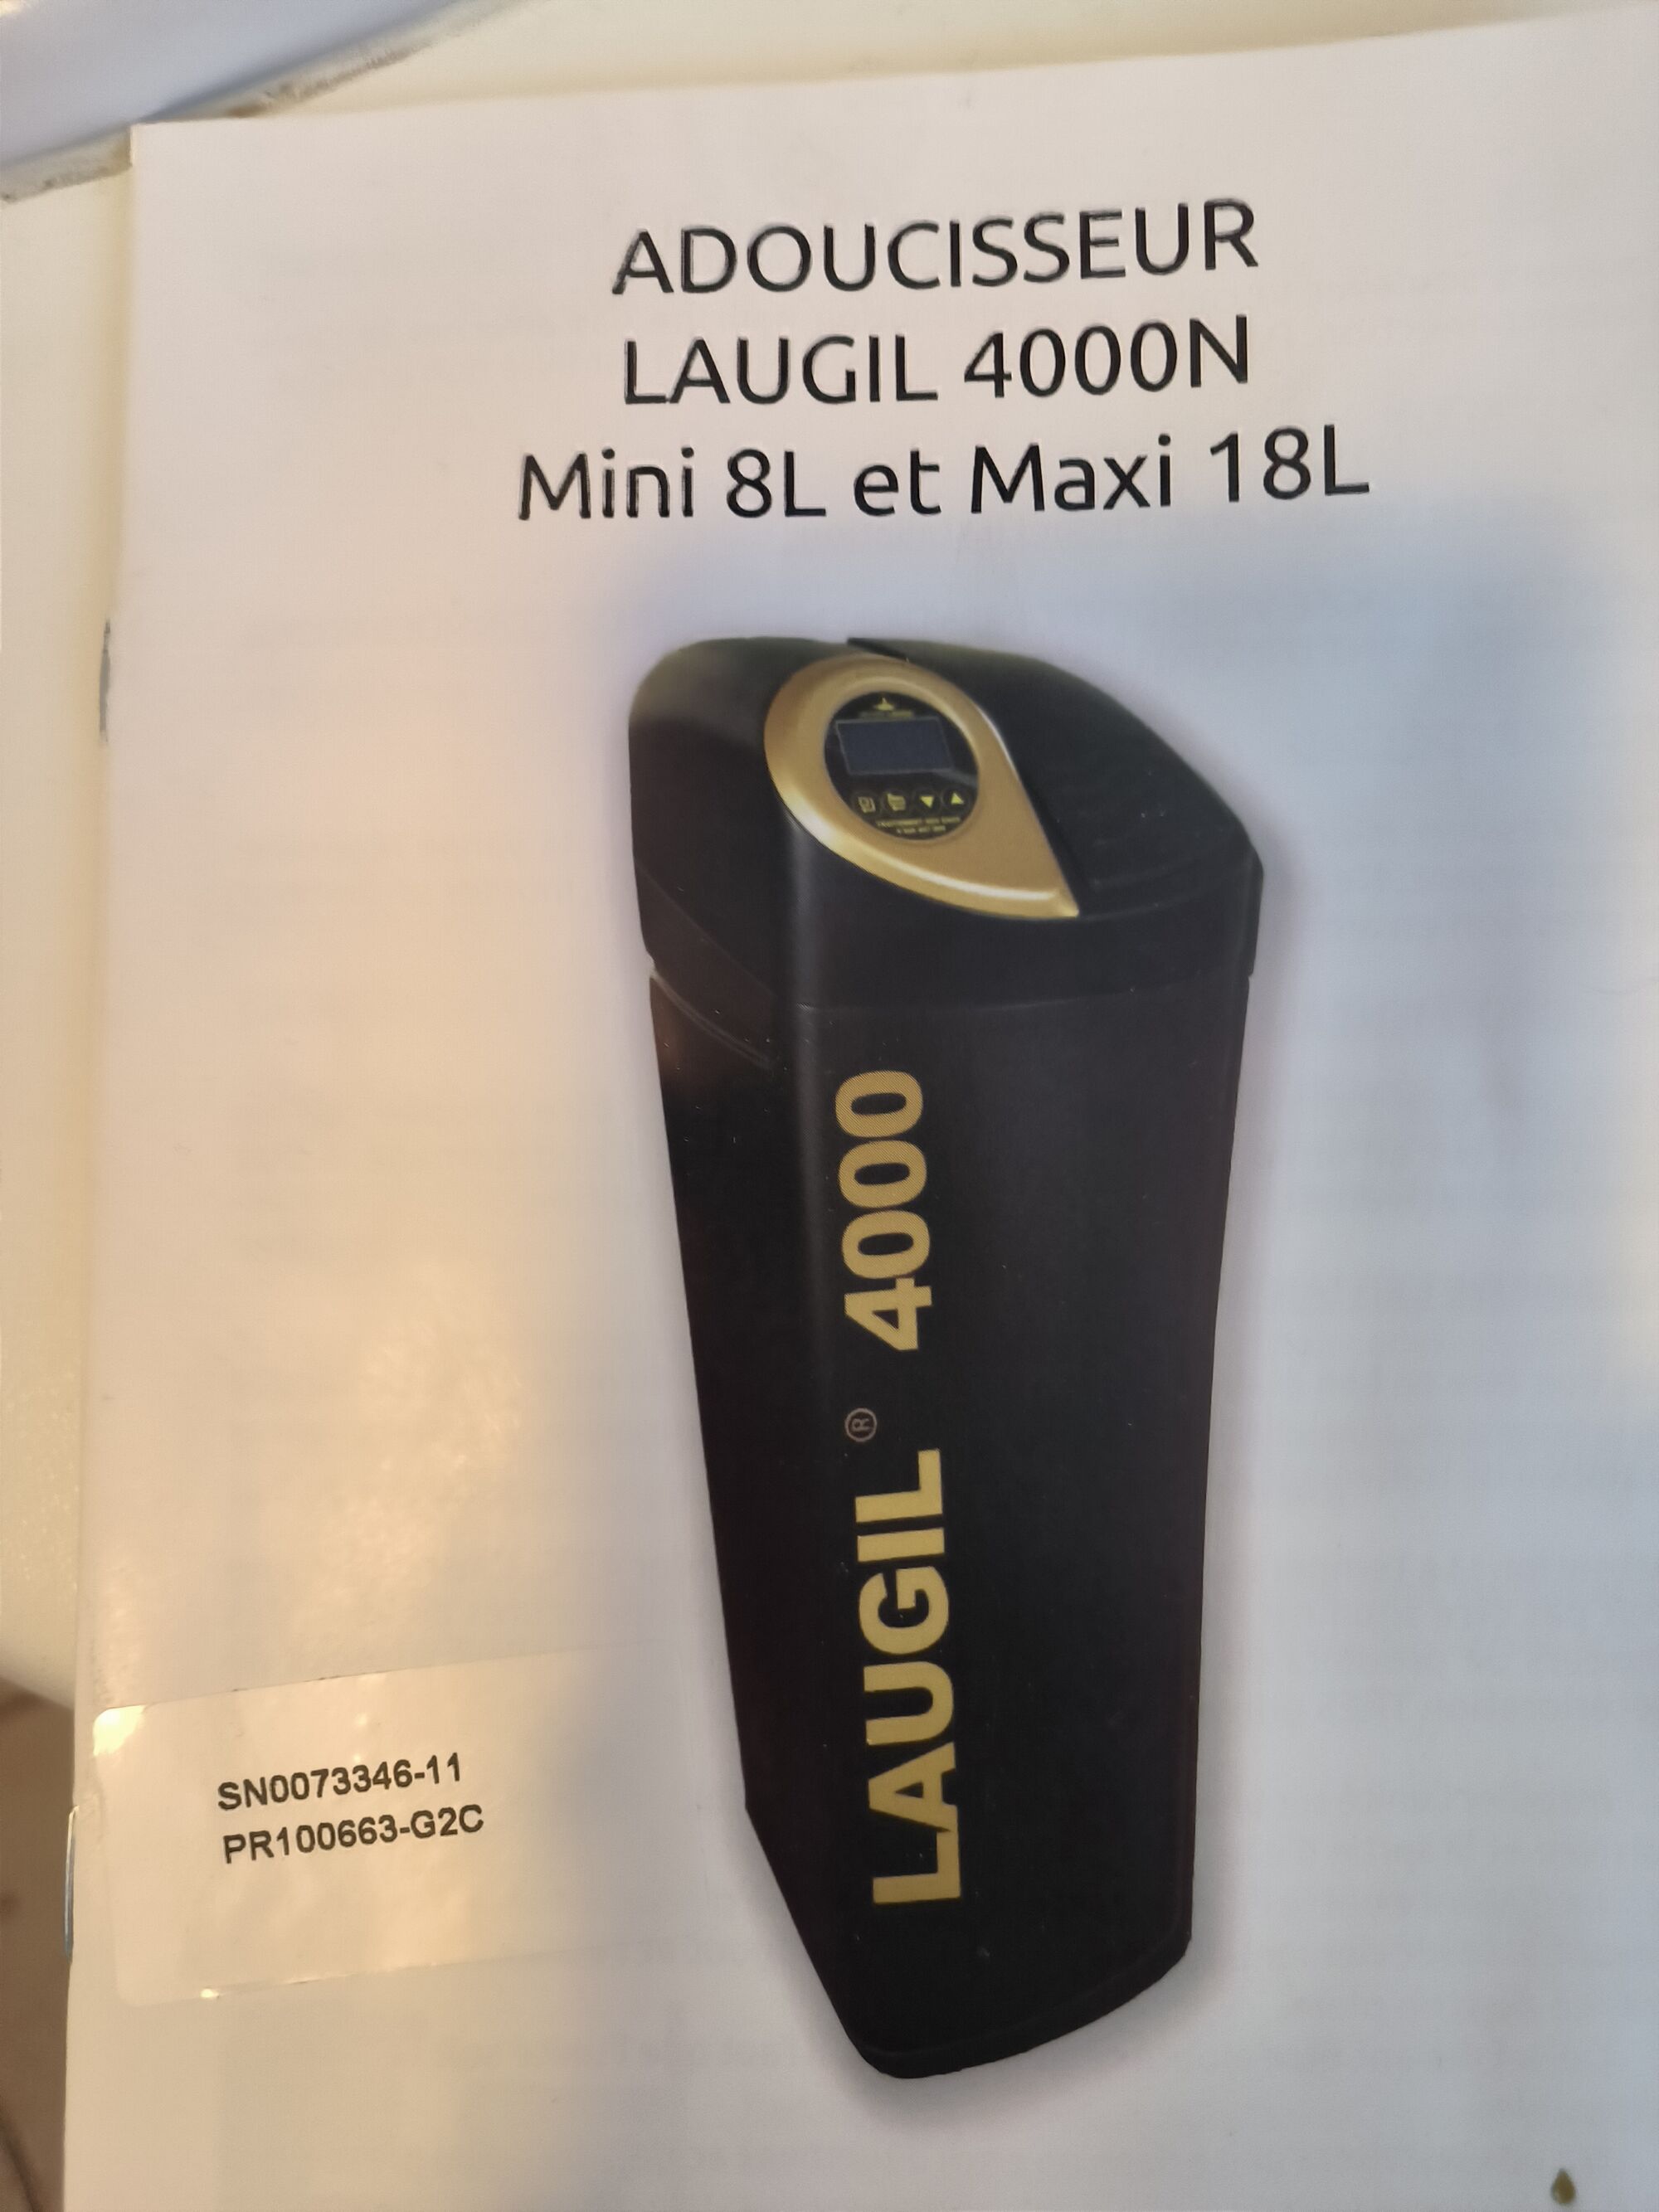 ADOUCISSEUR
LAUGIL 4000N
Mini 8L et Maxi 18L
LAUGIL® 4000
SN0073346-11
PR100663-G2C